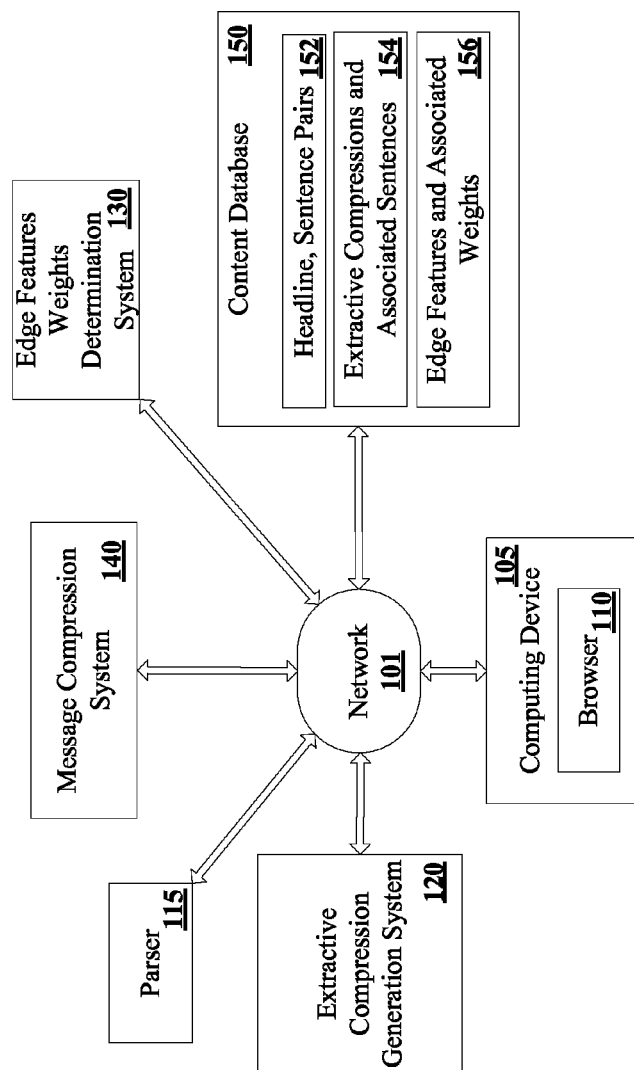 Parser
115
Message Compression
System
140
Edge Features
Weights
Determination
System
130
Extractive
Compression
Generation System
120
Network
101
Content Database
150
Headline, Sentence Pairs
152
Extractive Compressions and
Associated Sentences
154
Edge Features and Associated
Weights
156
105
Computing Device
Browser
110